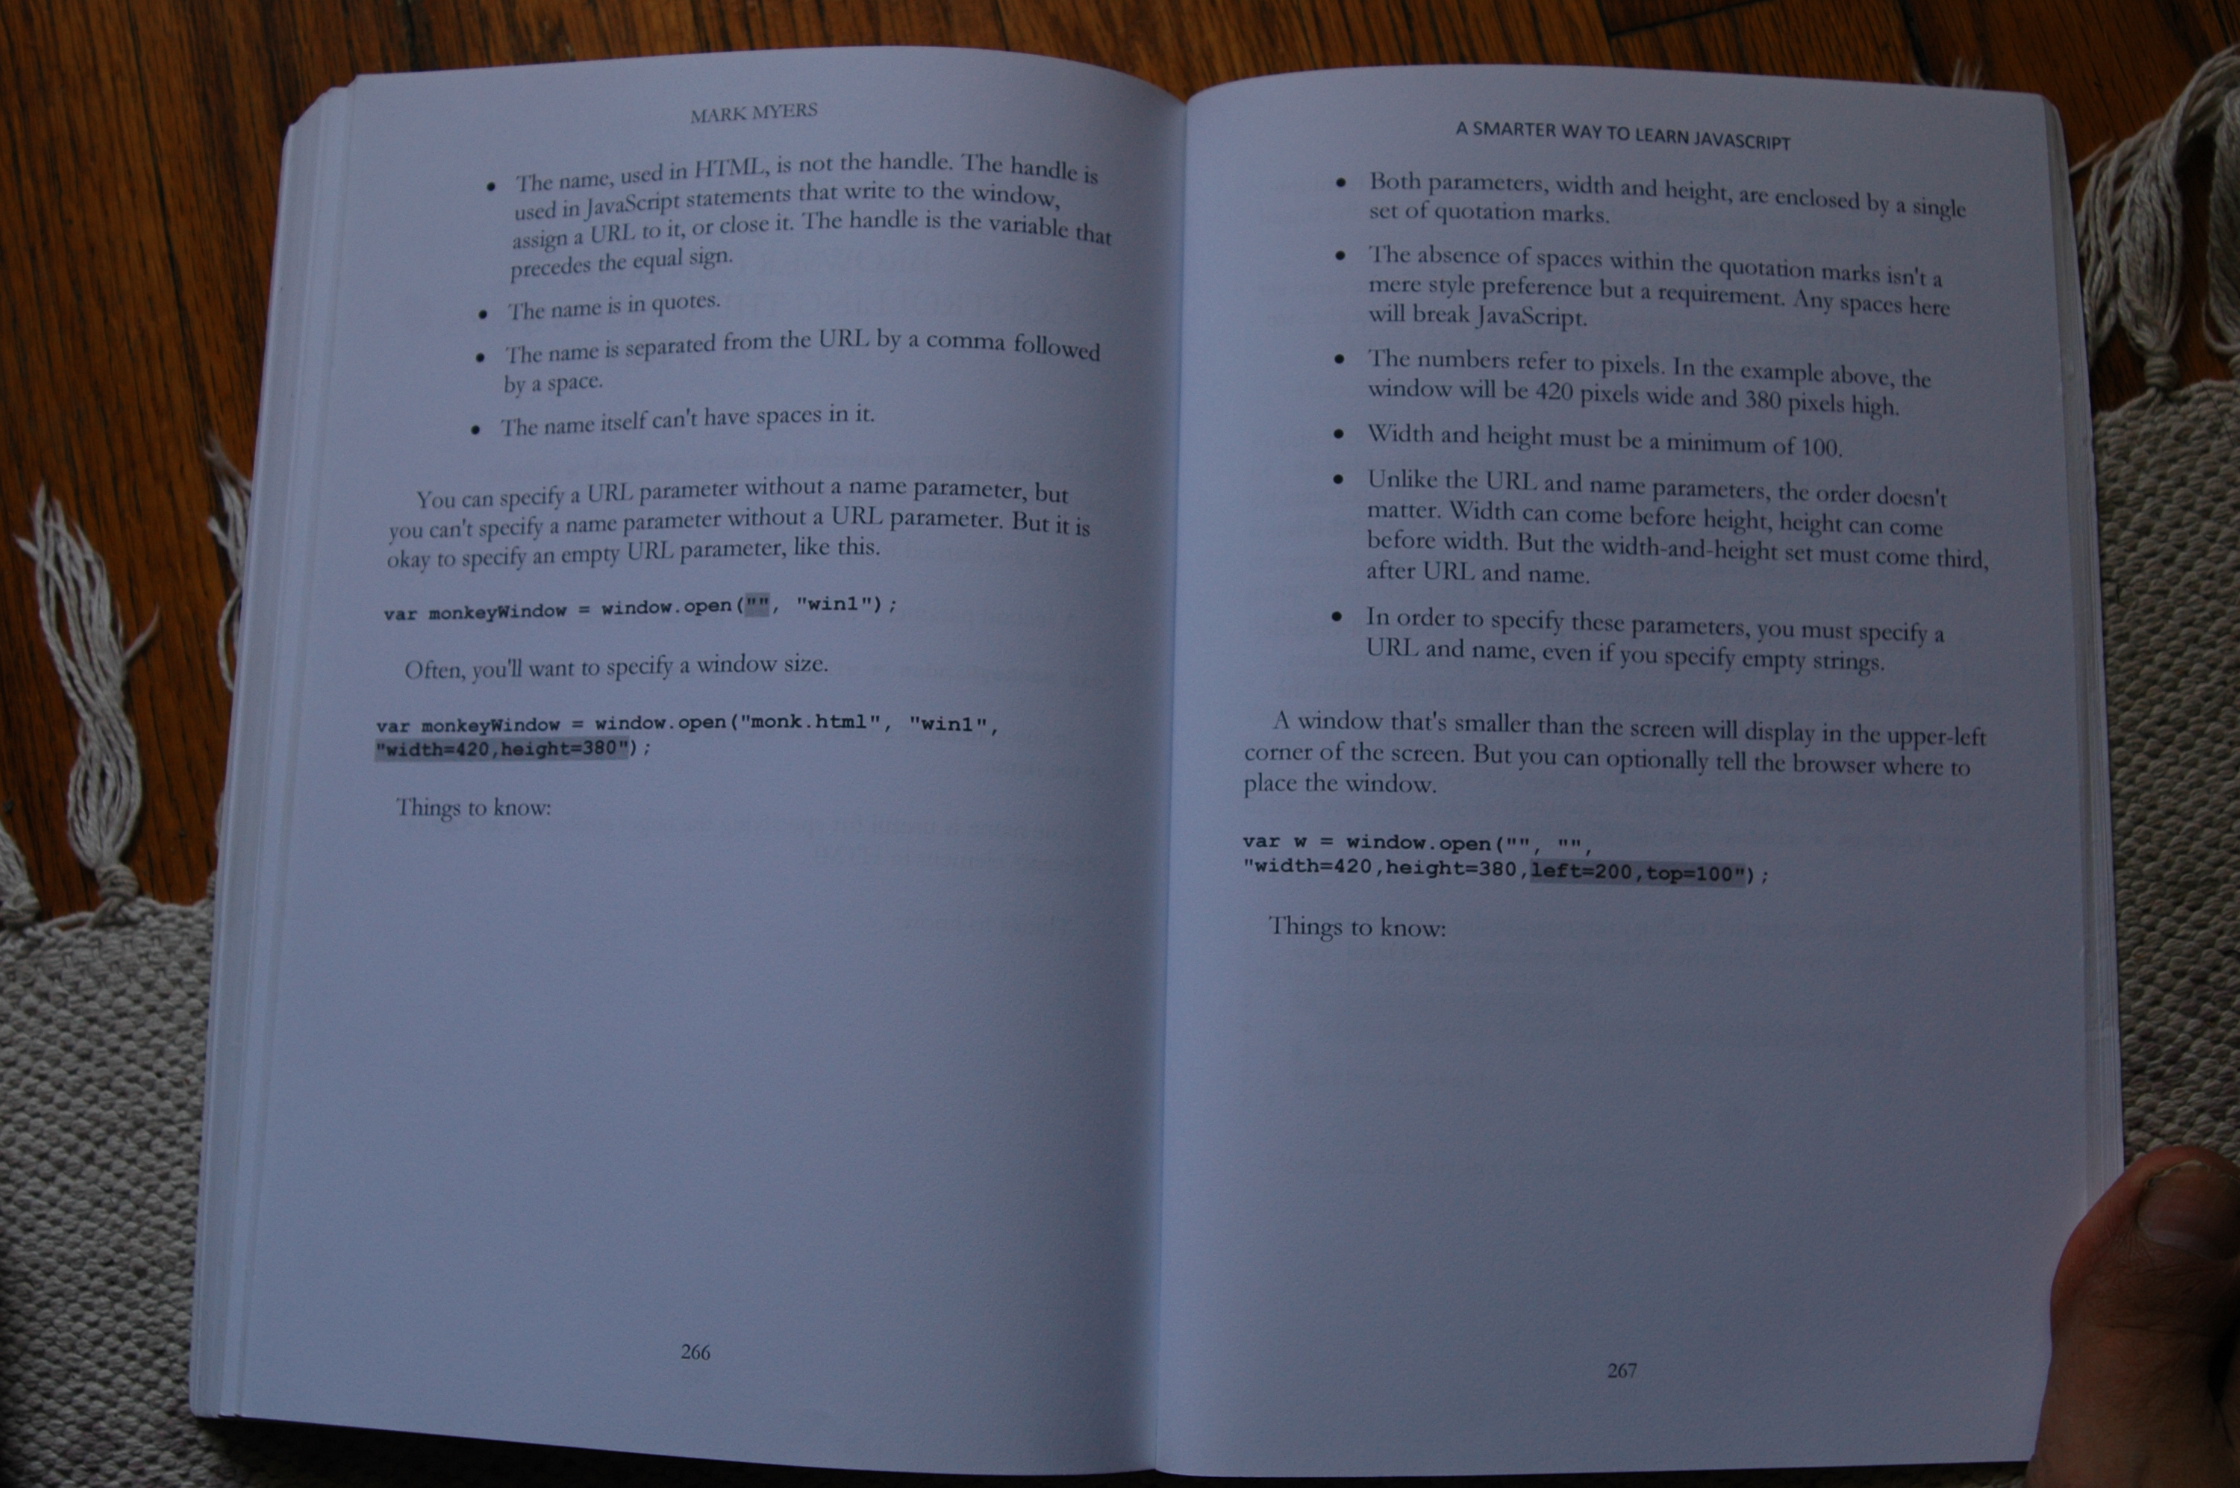 MARK MYERS
• The name, used in HTML, is not the handle. The handle is
used in JavaScript statements that write to the window,
assign a URL to it, or close it. The handle is the variable that
precedes the equal sign.
• The name is in quotes.
• The name is separated from the URL by a comma followed
by a space.
• The name itself can't have spaces in it.
You can specify a URL parameter without a name parameter, but
you can't specify a name parameter without a URL parameter. But it is
okay to specify an empty URL parameter, like this.
var monkeyWindow = window.open("", "win1");
Often, you'll want to specify a window size.
var monkeyWindow = window.open("monk.html", "win1",
"width=420,height=380");
Things to know:
266
A SMARTER WAY TO LEARN JAVASCRIPT
• Both parameters, width and height, are enclosed by a single
set of quotation marks.
• The absence of spaces within the quotation marks isn't a
mere style preference but a requirement. Any spaces here
will break JavaScript.
• The numbers refer to pixels. In the example above, the
window will be 420 pixels wide and 380 pixels high.
• Width and height must be a minimum of 100.
• Unlike the URL and name parameters, the order doesn't
matter. Width can come before height, height can come
before width. But the width-and-height set must come third,
after URL and name.
• In order to specify these parameters, you must specify a
URL and name, even if you specify empty strings.
A window that's smaller than the screen will display in the upper-left
corner of the screen. But you can optionally tell the browser where to
place the window.
var w = window.open("", "",
"width=420,height=380,left=200,top=100");
Things to know:
267